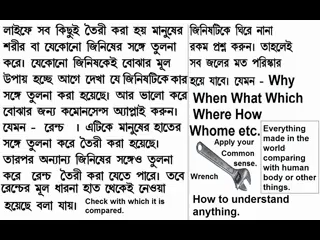 লাইফে সব কিছুই তৈরী করা হয় মানুষের
শরীর বা যেকোনো জিনিষের সঙ্গে তুলনা
করে। যেকোনো জিনিষকেই বোঝার মূল
উপায় হচ্ছে আগে দেখা যে জিনিষটিকে কার
সঙ্গে তুলনা করা হয়েছে। আর ভালো করে
বোঝার জন্য কমোনসেন্স অ্যাপ্লাই করুন।
যেমন - রেন্চ । এটিকে মানুষের হাতের
সঙ্গে তুলনা করে তৈরী করা হয়েছে।
তারপর অন্যান্য জিনিষের সঙ্গেও তুলনা
করে রেন্চ তৈরী করা যেতে পারে। তবে
রেন্চের মূল ধারনা হাত থেকেই নেওয়া
হয়েছে বলা যায়।
Check with which it is
compared.
জিনিষটিকে ঘিরে নানা
রকম প্রশ্ন করুন। তাহলেই
সব জলের মত পরিষ্কার
হয়ে যাবে। যেমন - Why
When What Which
Where How
Whome etc.
Apply your
Common
sense.
Wrench
Everything
made in the
world
comparing
with human
body or other
things.
How to understand
anything.